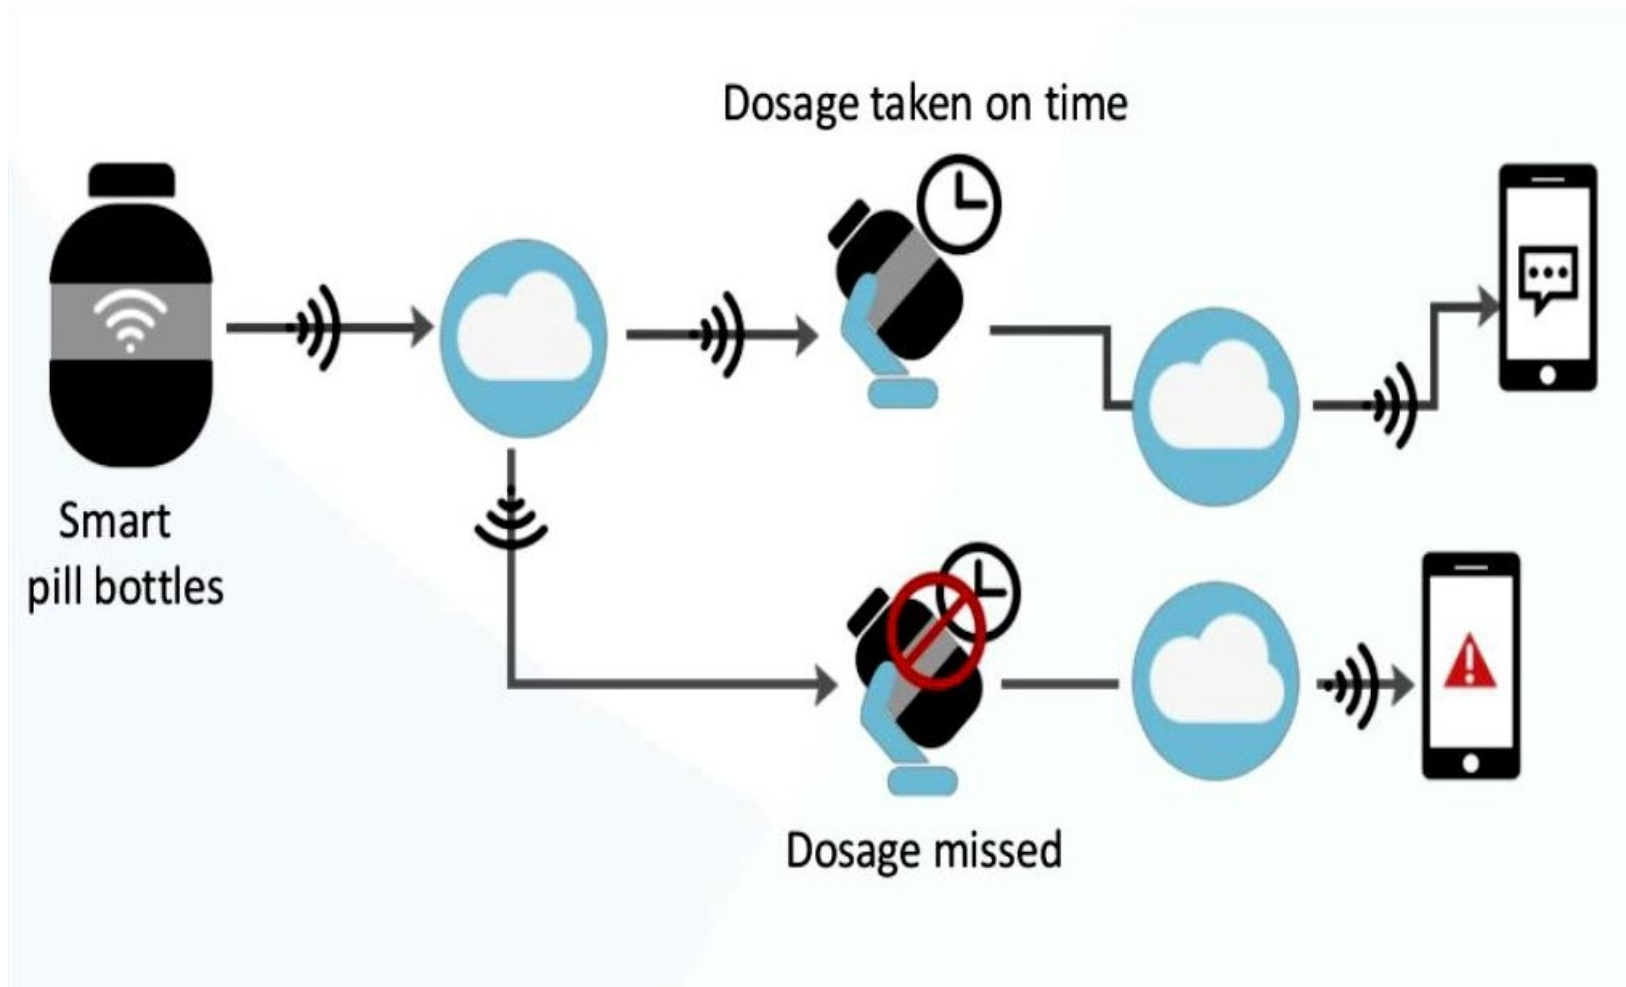 Dosage taken on time
Smart
pill bottles
Dosage missed